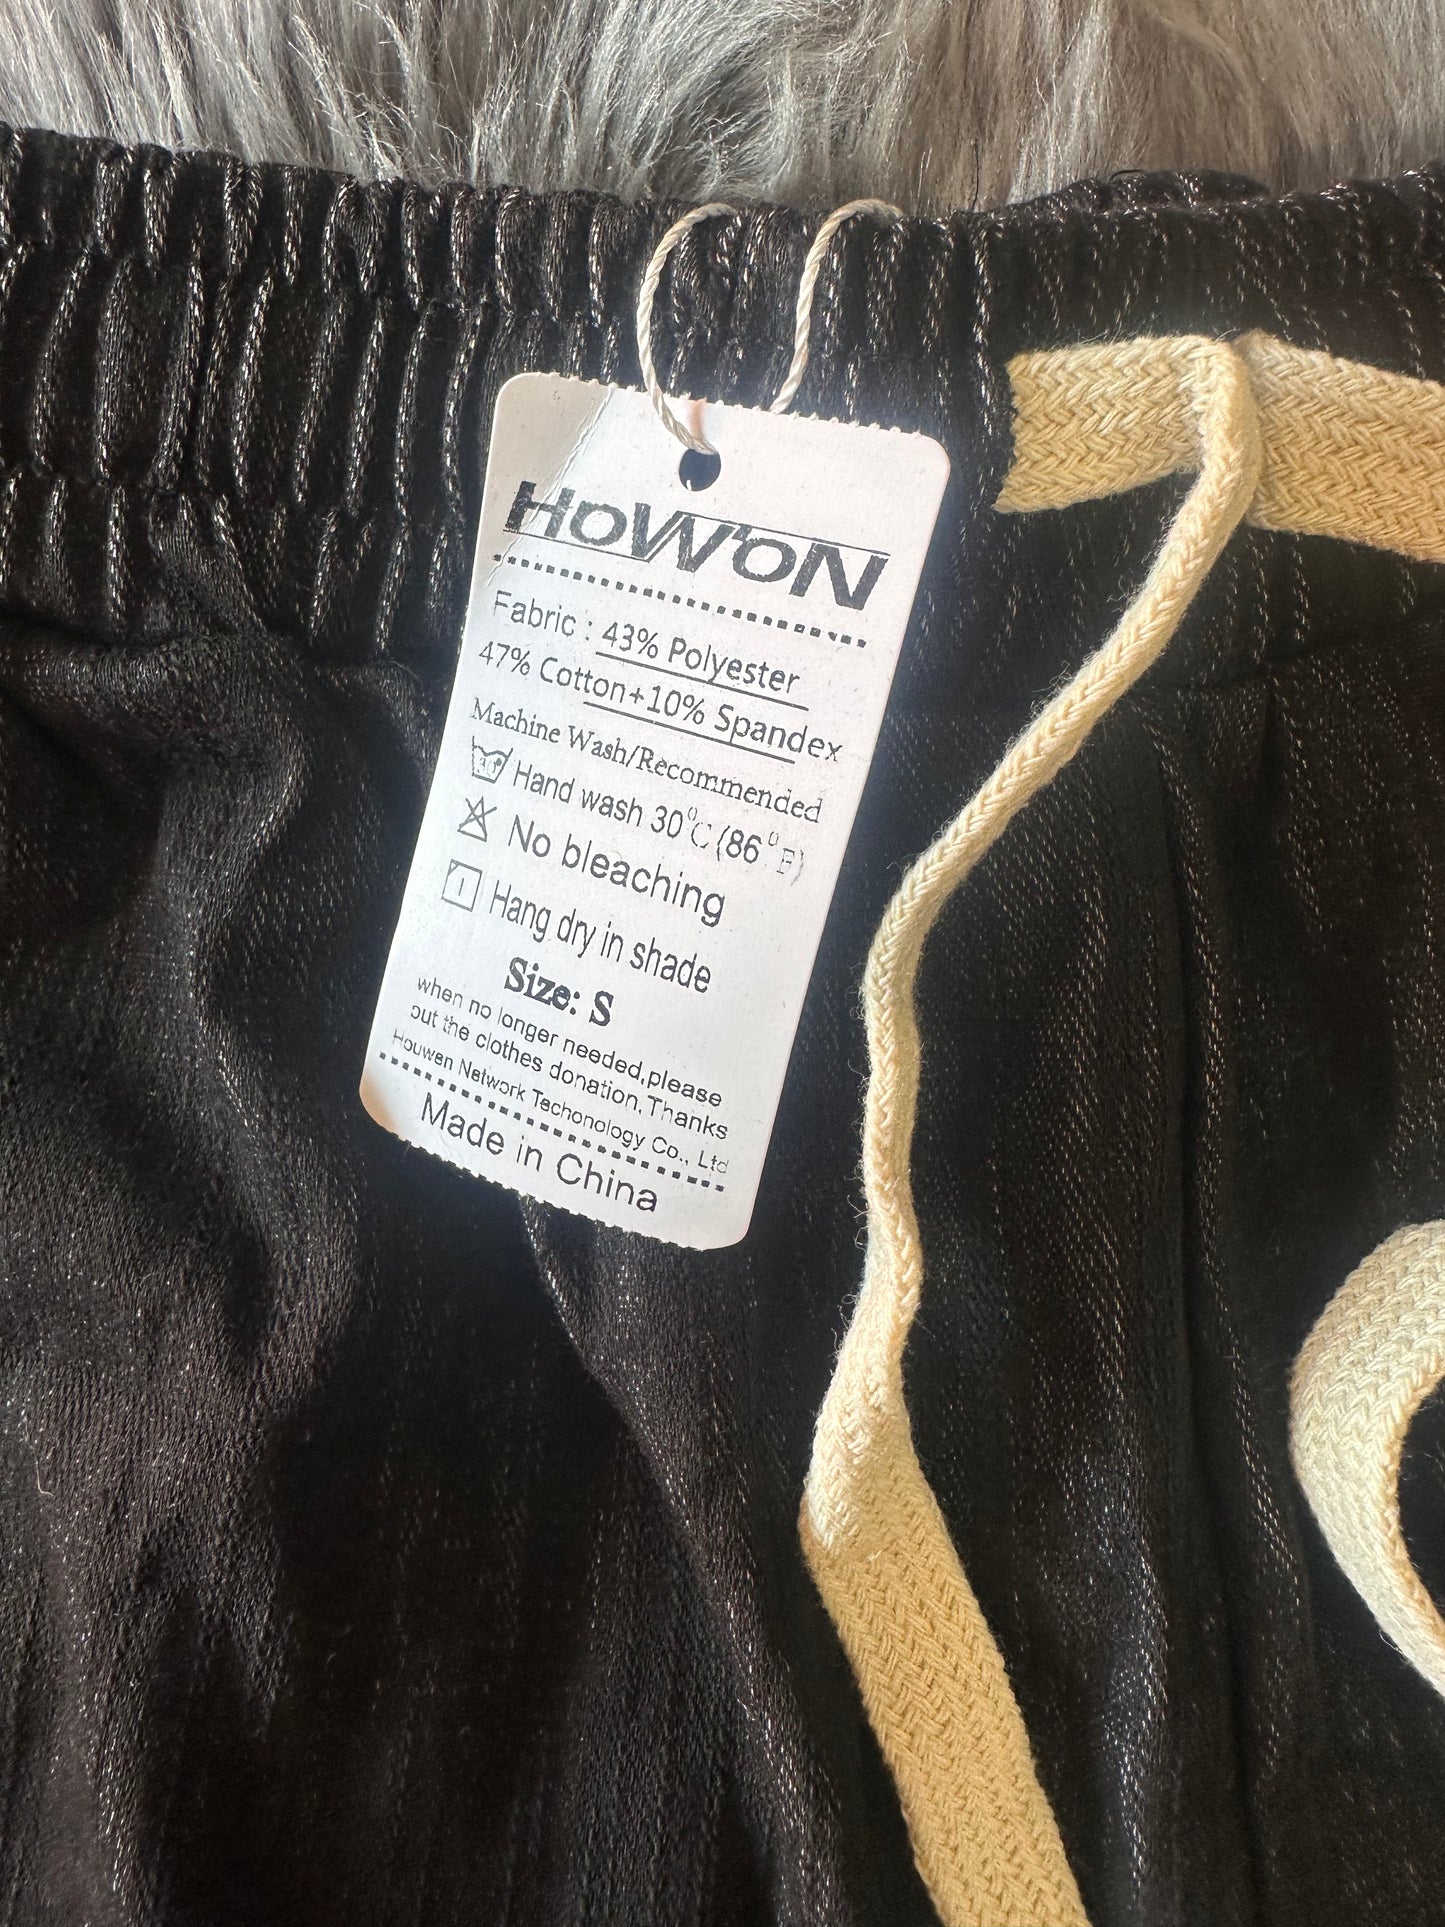 HoWoN
Fabric : 43% Polyester
47% Cotton+10% Spandex
Machine Wash/Recommended
30° Hand wash 30°C (86°F)
No bleaching
Hang dry in shade
Size: S
when no longer needed,please
out the clothes donation, Thanks
Houwen Network Techonology Co., Ltd
Made in China